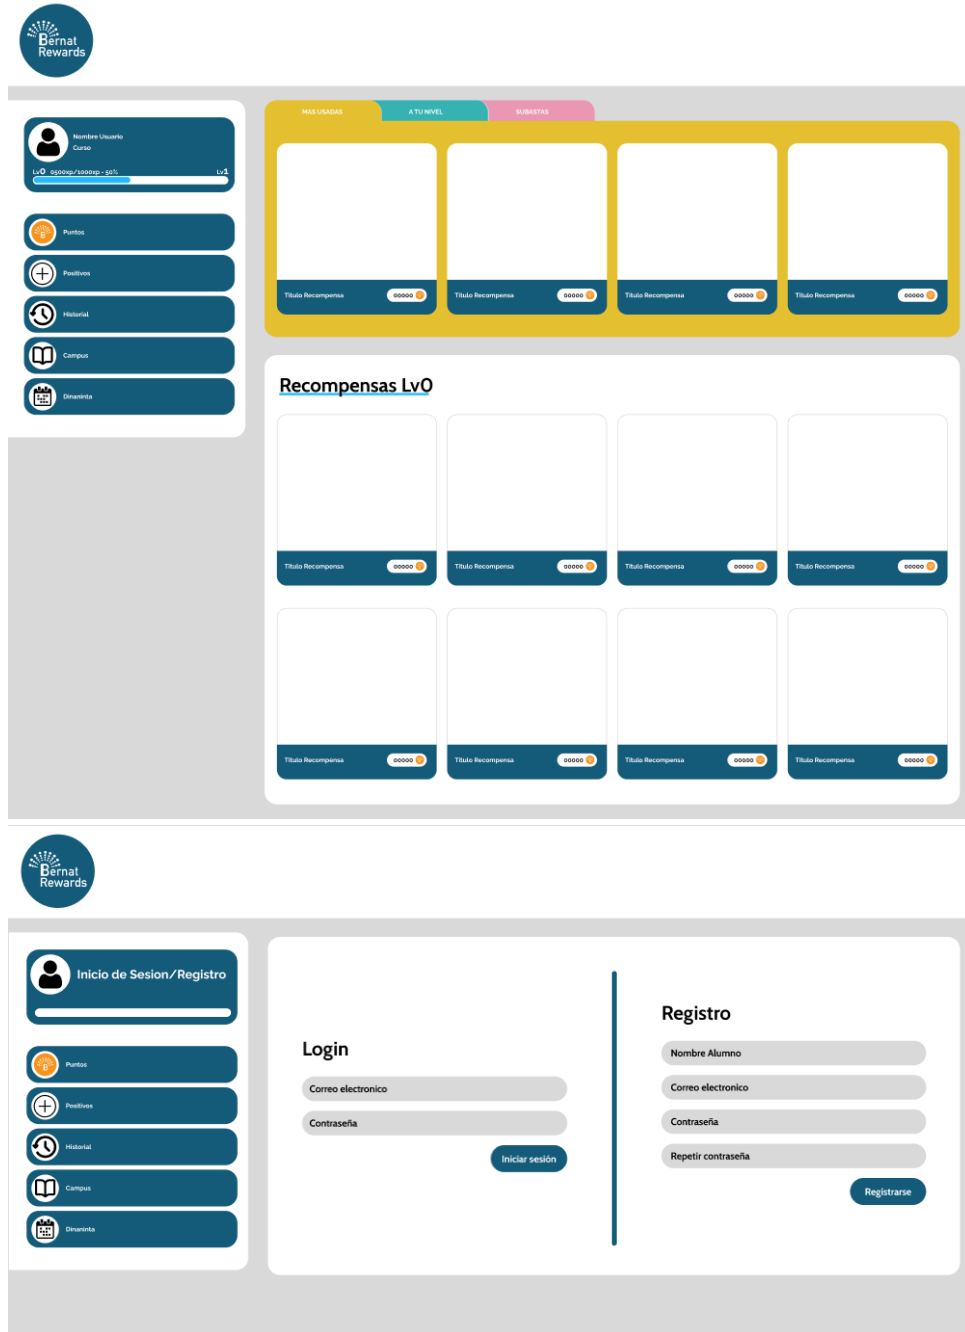 Bernat
Rewards
Nombre Usuario
Curso
Lv0 0500xp/1000xp - 50% Lv1
Puntos
Positivos
Historial
Campus
Dinaninta
MAS USADAS A TU NIVEL SUBASTAS
Titulo Recompensa 00000 Titulo Recompensa 00000 Titulo Recompensa 00000 Titulo Recompensa 00000
Recompensas Lv0
Titulo Recompensa 00000 Titulo Recompensa 00000 Titulo Recompensa 00000 Titulo Recompensa 00000
Titulo Recompensa 00000 Titulo Recompensa 00000 Titulo Recompensa 00000 Titulo Recompensa 00000
Bernat
Rewards
Inicio de Sesion/Registro
Puntos
Positivos
Historial
Campus
Dinaninta
Login
Correo electronico
Contraseña
Iniciar sesión
Registro
Nombre Alumno
Correo electronico
Contraseña
Repetir contraseña
Registrarse